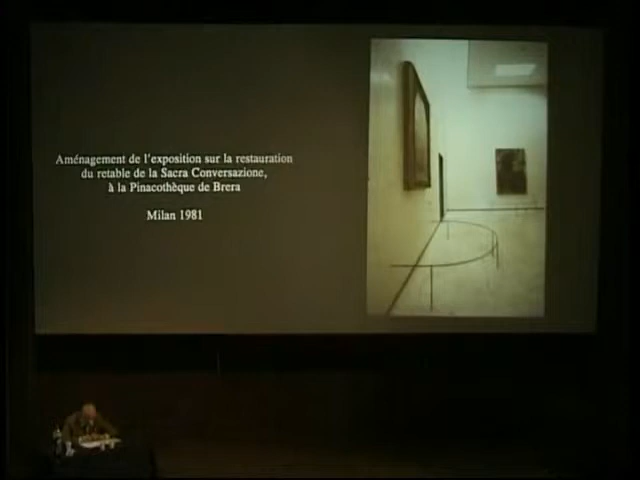 Aménagement de l'exposition sur la restauration
du retable de la Sacra Conversazione,
à la Pinacothèque de Brera
Milan 1981